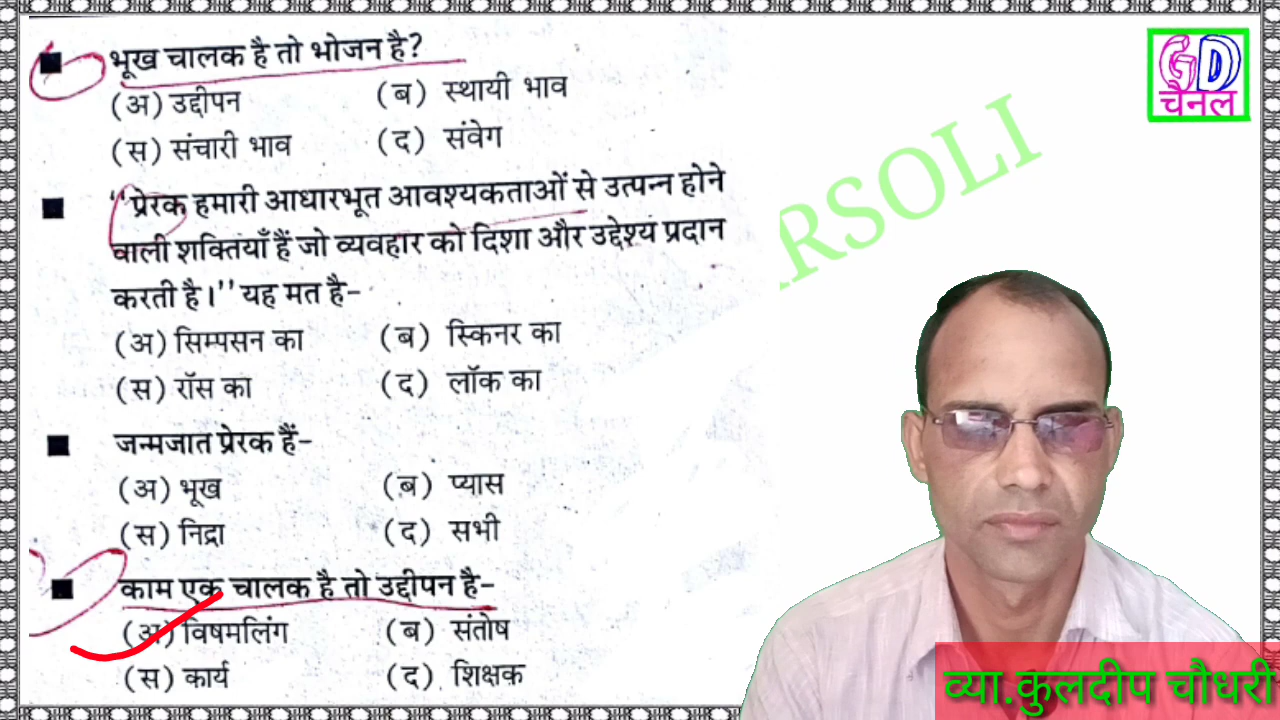 भूख चालक है तो भोजन है?
(अ) उद्दीपन (ब) स्थायी भाव
(स) संचारी भाव (द) संवेग
“प्रेरक हमारी आधारभूत आवश्यकताओं से उत्पन्न होने
वाली शक्तियाँ हैं जो व्यवहार को दिशा और उद्देश्य प्रदान
करती है।” यह मत है-
(अ) सिम्पसन का (ब) स्किनर का
(स) रॉस का (द) लॉक का
जन्मजात प्रेरक हैं-
(अ) भूख (ब) प्यास
(स) निद्रा (द) सभी
काम एक चालक है तो उद्दीपन है-
(अ) विषमलिंग (ब) संतोष
(स) कार्य (द) शिक्षक
GD
चैनल
RSOLI
व्या.कुलदीप चौधरी